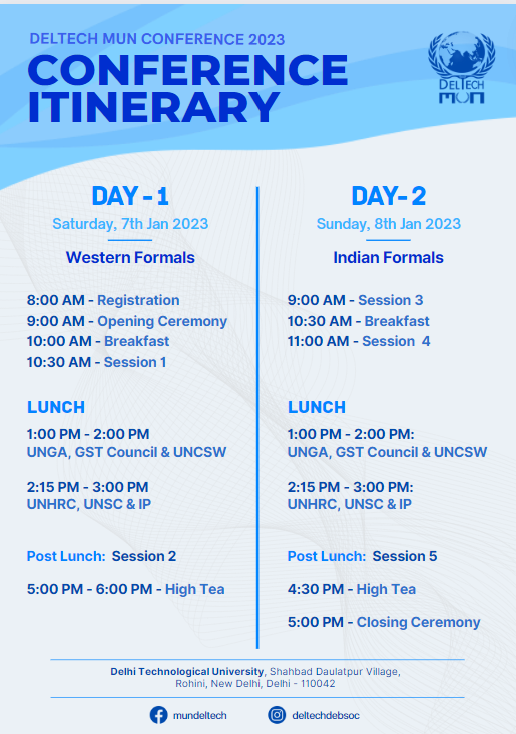 DELTECH MUN CONFERENCE 2023
CONFERENCE
ITINERARY
DELTECH
MUN
DAY-1
Saturday, 7th Jan 2023
Western Formals
8:00 AM - Registration
9:00 AM - Opening Ceremony
10:00 AM - Breakfast
10:30 AM - Session 1
LUNCH
1:00 PM - 2:00 PM
UNGA, GST Council & UNCSW
2:15 PM - 3:00 PM
UNHRC, UNSC & IP
Post Lunch: Session 2
5:00 PM - 6:00 PM - High Tea
DAY-2
Sunday, 8th Jan 2023
Indian Formals
9:00 AM - Session 3
10:30 AM - Breakfast
11:00 AM - Session 4
LUNCH
1:00 PM - 2:00 PM:
UNGA, GST Council & UNCSW
2:15 PM - 3:00 PM:
UNHRC, UNSC & IP
Post Lunch: Session 5
4:30 PM - High Tea
5:00 PM - Closing Ceremony
Delhi Technological University, Shahbad Daulatpur Village,
Rohini, New Delhi, Delhi - 110042
mundeltech
deltechdebsoc